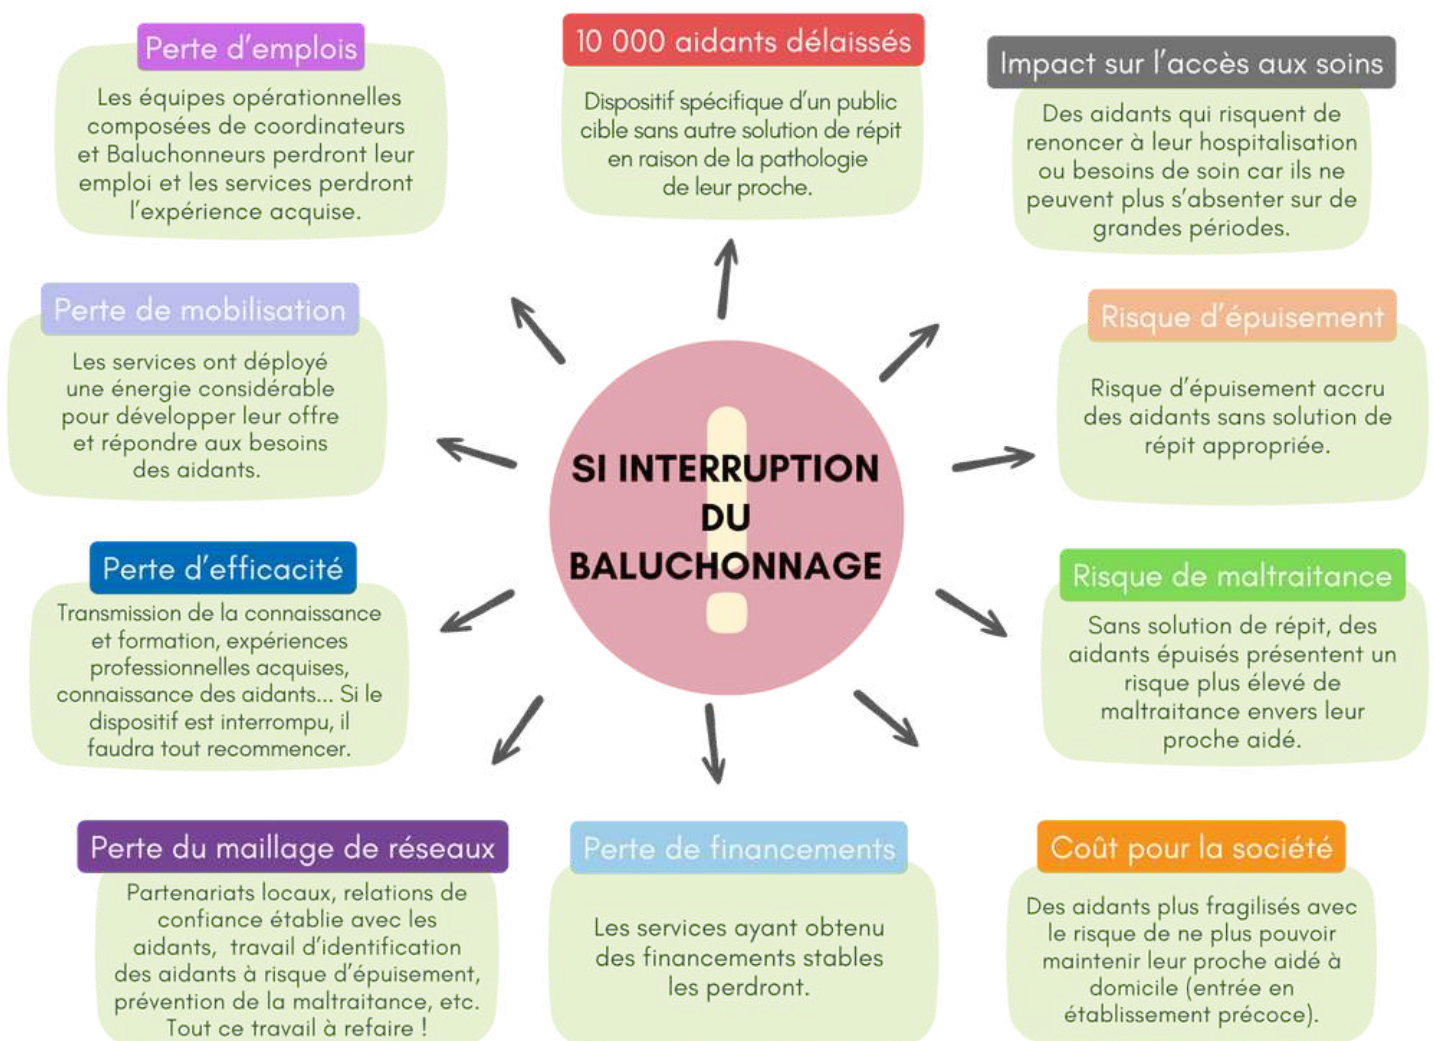 Perte d'emplois
Les équipes opérationnelles
composées de coordinateurs
et Baluchonneurs perdront leur
emploi et les services perdront
l'expérience acquise.
10 000 aidants délaissés
Dispositif spécifique d'un public
cible sans autre solution de répit
en raison de la pathologie
de leur proche.
Impact sur l'accès aux soins
Des aidants qui risquent de
renoncer à leur hospitalisation
ou besoins de soin car ils ne
peuvent plus s'absenter sur de
grandes périodes.
Perte de mobilisation
Les services ont déployé
une énergie considérable
pour développer leur offre
et répondre aux besoins
des aidants.
SI INTERRUPTION
DU
BALUCHONNAGE
Risque d'épuisement
Risque d'épuisement accru
des aidants sans solution de
répit appropriée.
Perte d'efficacité
Transmission de la connaissance
et formation, expériences
professionnelles acquises,
connaissance des aidants... Si le
dispositif est interrompu, il
faudra tout recommencer.
Risque de maltraitance
Sans solution de répit, des
aidants épuisés présentent un
risque plus élevé de
maltraitance envers leur
proche aidé.
Perte du maillage de réseaux
Partenariats locaux, relations de
confiance établie avec les
aidants, travail d'identification
des aidants à risque d'épuisement,
prévention de la maltraitance, etc.
Tout ce travail à refaire !
Perte de financements
Les services ayant obtenu
des financements stables
les perdront.
Coût pour la société
Des aidants plus fragilisés avec
le risque de ne plus pouvoir
maintenir leur proche aidé à
domicile (entrée en
établissement précoce).